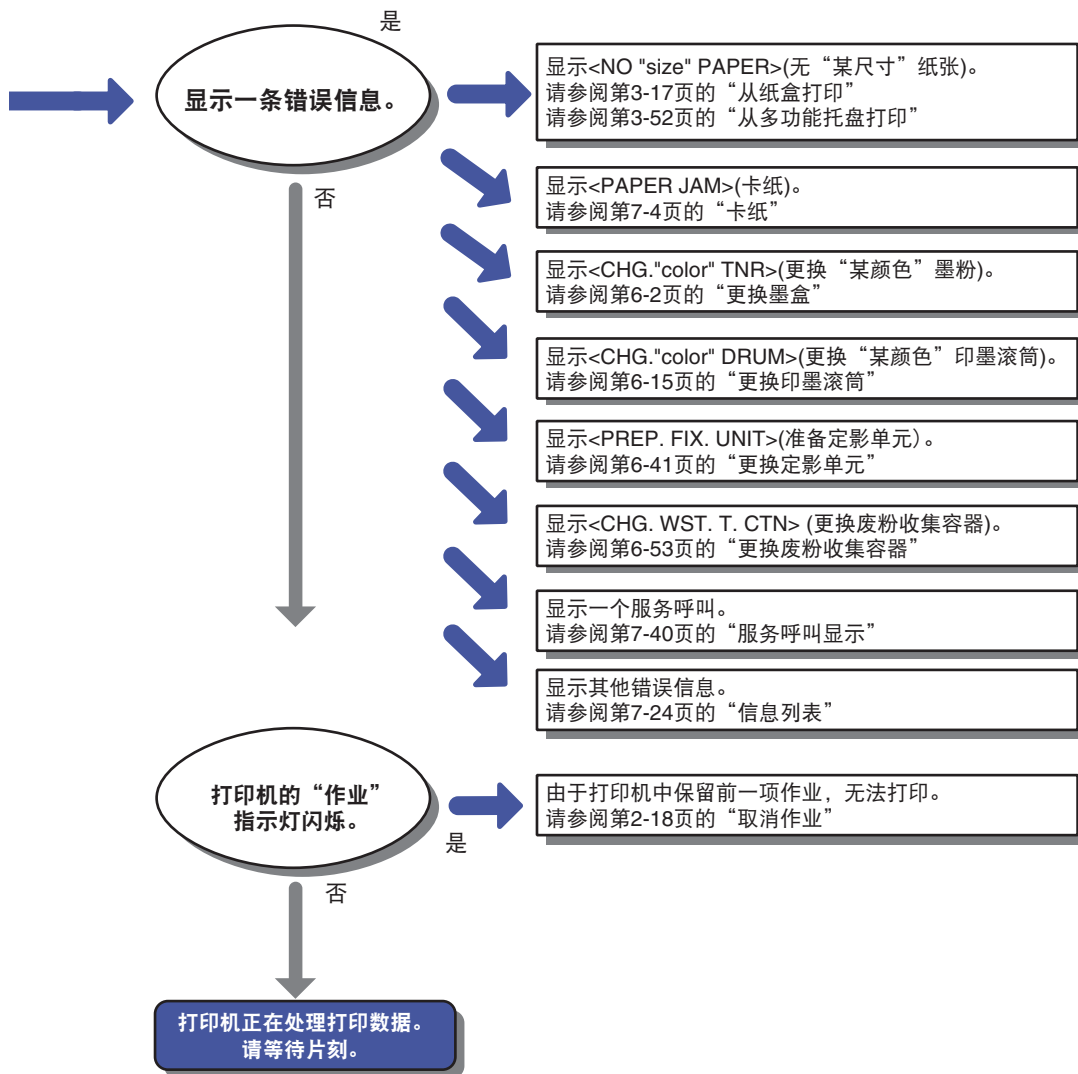 是
显示一条错误信息。
显示<NO "size" PAPER>(无“某尺寸”纸张)。
请参阅第3-17页的“从纸盒打印”
请参阅第3-52页的“从多功能托盘打印”
否
显示<PAPER JAM>(卡纸)。
请参阅第7-4页的“卡纸”
显示<CHG."color" TNR>(更换“某颜色”墨粉)。
请参阅第6-2页的“更换墨盒”
显示<CHG."color" DRUM>(更换“某颜色”印墨滚筒)。
请参阅第6-15页的“更换印墨滚筒”
显示<PREP. FIX. UNIT>(准备定影单元）。
请参阅第6-41页的“更换定影单元”
显示<CHG. WST. T. CTN> (更换废粉收集容器)。
请参阅第6-53页的“更换废粉收集容器”
显示一个服务呼叫。
请参阅第7-40页的“服务呼叫显示”
显示其他错误信息。
请参阅第7-24页的“信息列表”
打印机的“作业”
指示灯闪烁。
是
由于打印机中保留前一项作业，无法打印。
请参阅第2-18页的“取消作业”
否
打印机正在处理打印数据。
请等待片刻。